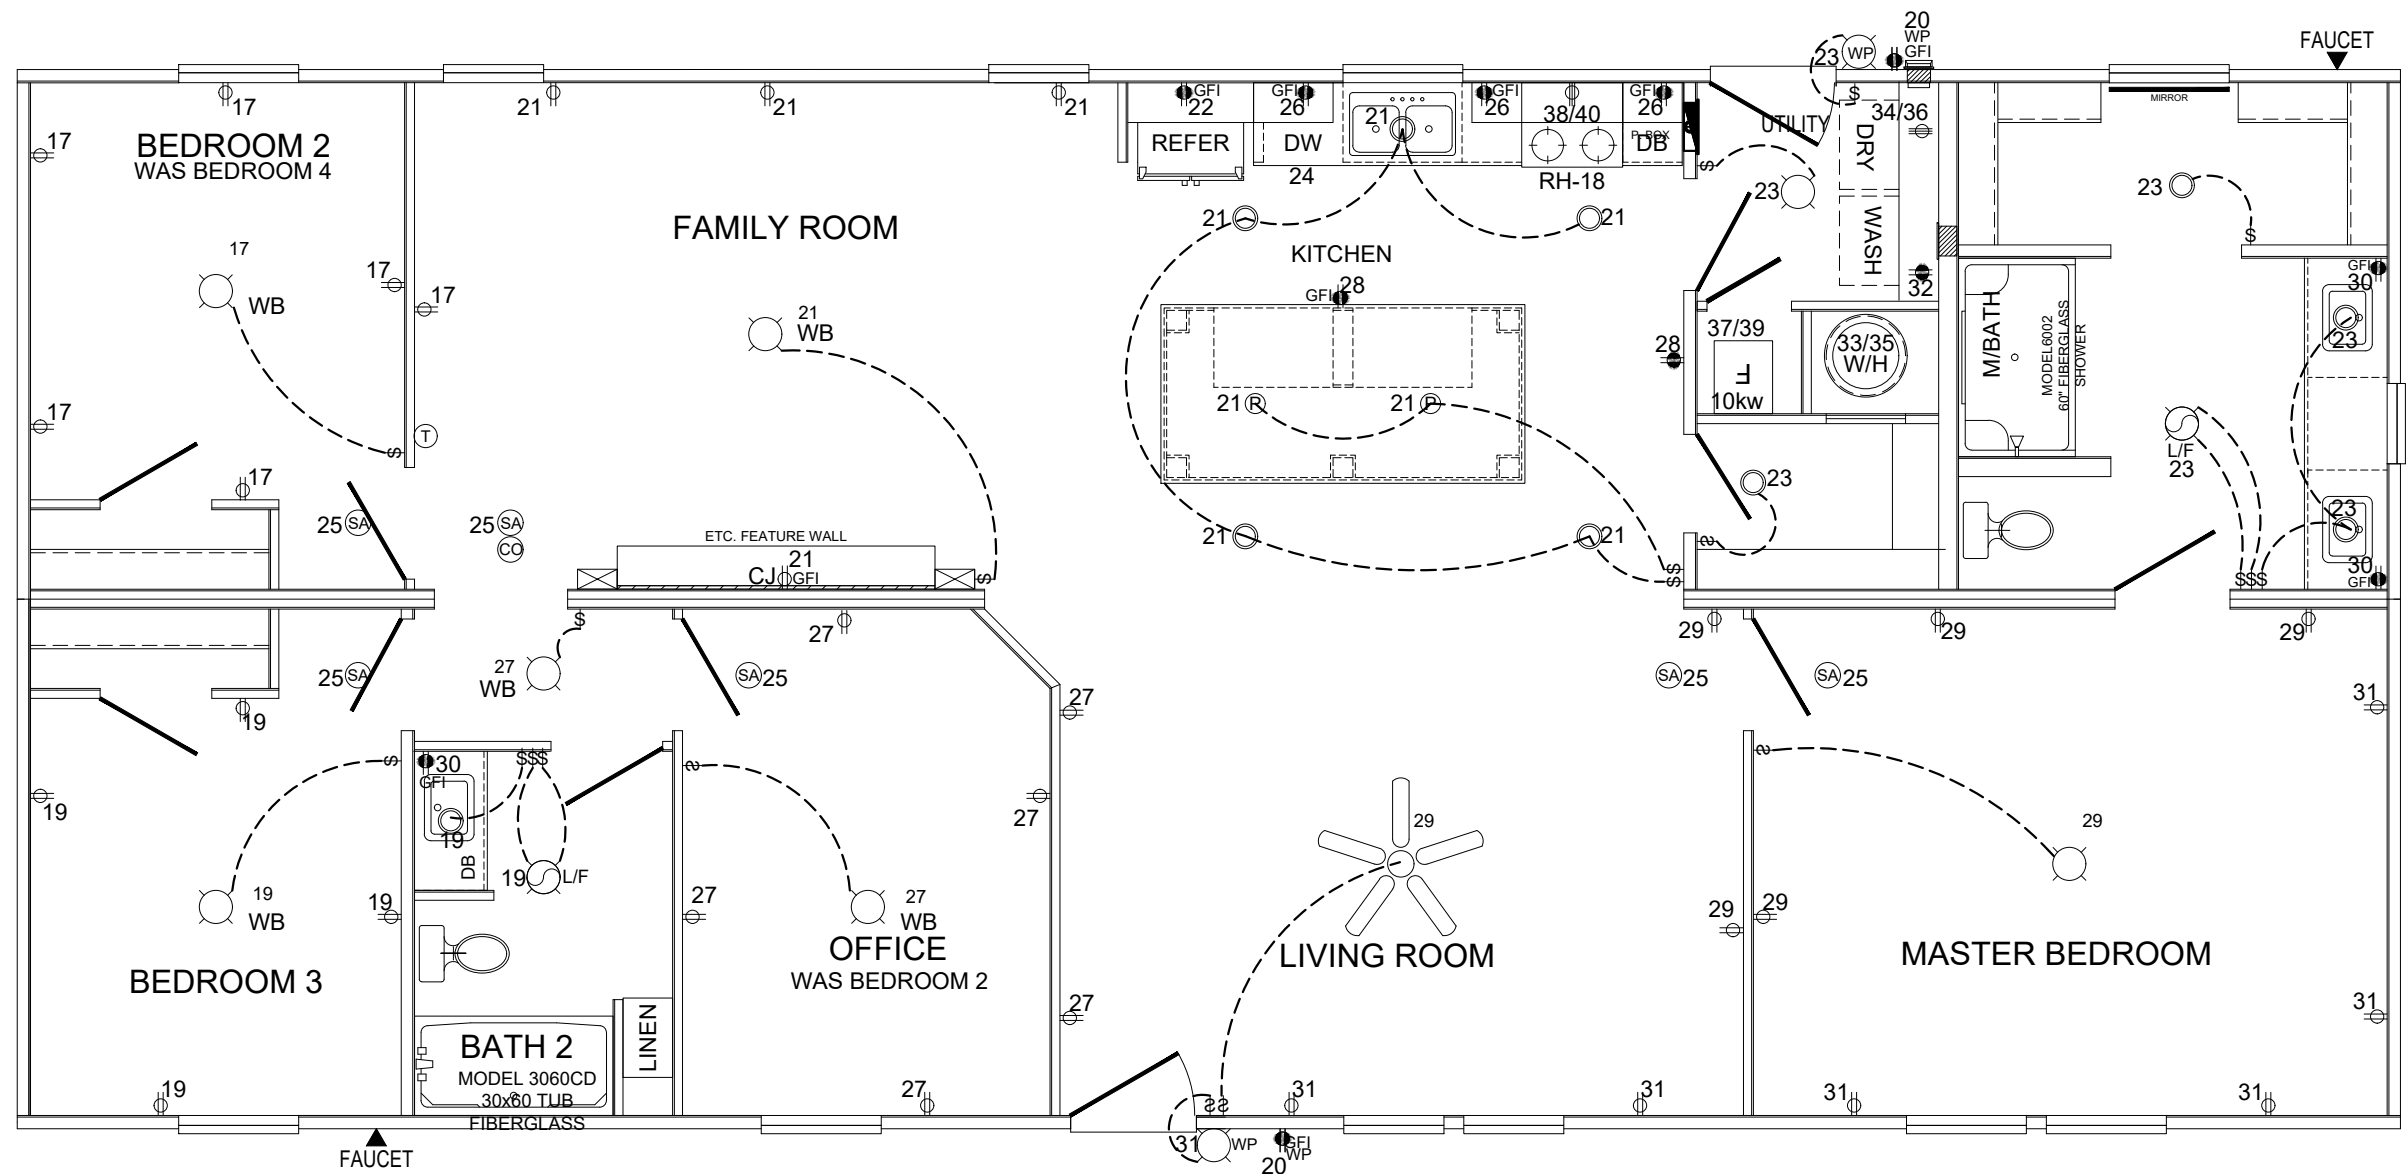 20
WP
GFI
FAUCET
23
WP
17
21
21
21
GFI
22
GFI
26
21
GFI
26
38/40
GFI
26
UTILITY
34/36
MIRROR
17
BEDROOM 2
WAS BEDROOM 4
REFER
DW
24
P. BOX
DB
RH-18
DRY
23
23
WASH
32
17
WB
17
17
FAMILY ROOM
21
WB
21
21
KITCHEN
GFI
28
28
37/39
F
10kw
33/35
W/H
M/BATH
MODEL6002
60" FIBERGLASS
SHOWER
GFI
30
23
21 R
21 P
17
T
L/F
23
17
23
23
25 SA
25 SA
CO
ETC. FEATURE WALL
21
CJ
GFI
21
21
30
GFI
$
$
$
$
$
$
$
$
$$$
27
29
29
29
25 SA
27
WB
SA 25
SA 25
SA 25
19
27
31
$
$
$$$
30
GFI
19
DB
19
L/F
19
27
29
29
19
WB
19
27
27
WB
29
29
BEDROOM 3
OFFICE
WAS BEDROOM 2
LIVING ROOM
MASTER BEDROOM
27
31
BATH 2
MODEL 3060CD
30x60 TUB
FIBERGLASS
LINEN
19
27
31
31
31
31
FAUCET
31
WP
GFI
WP
20